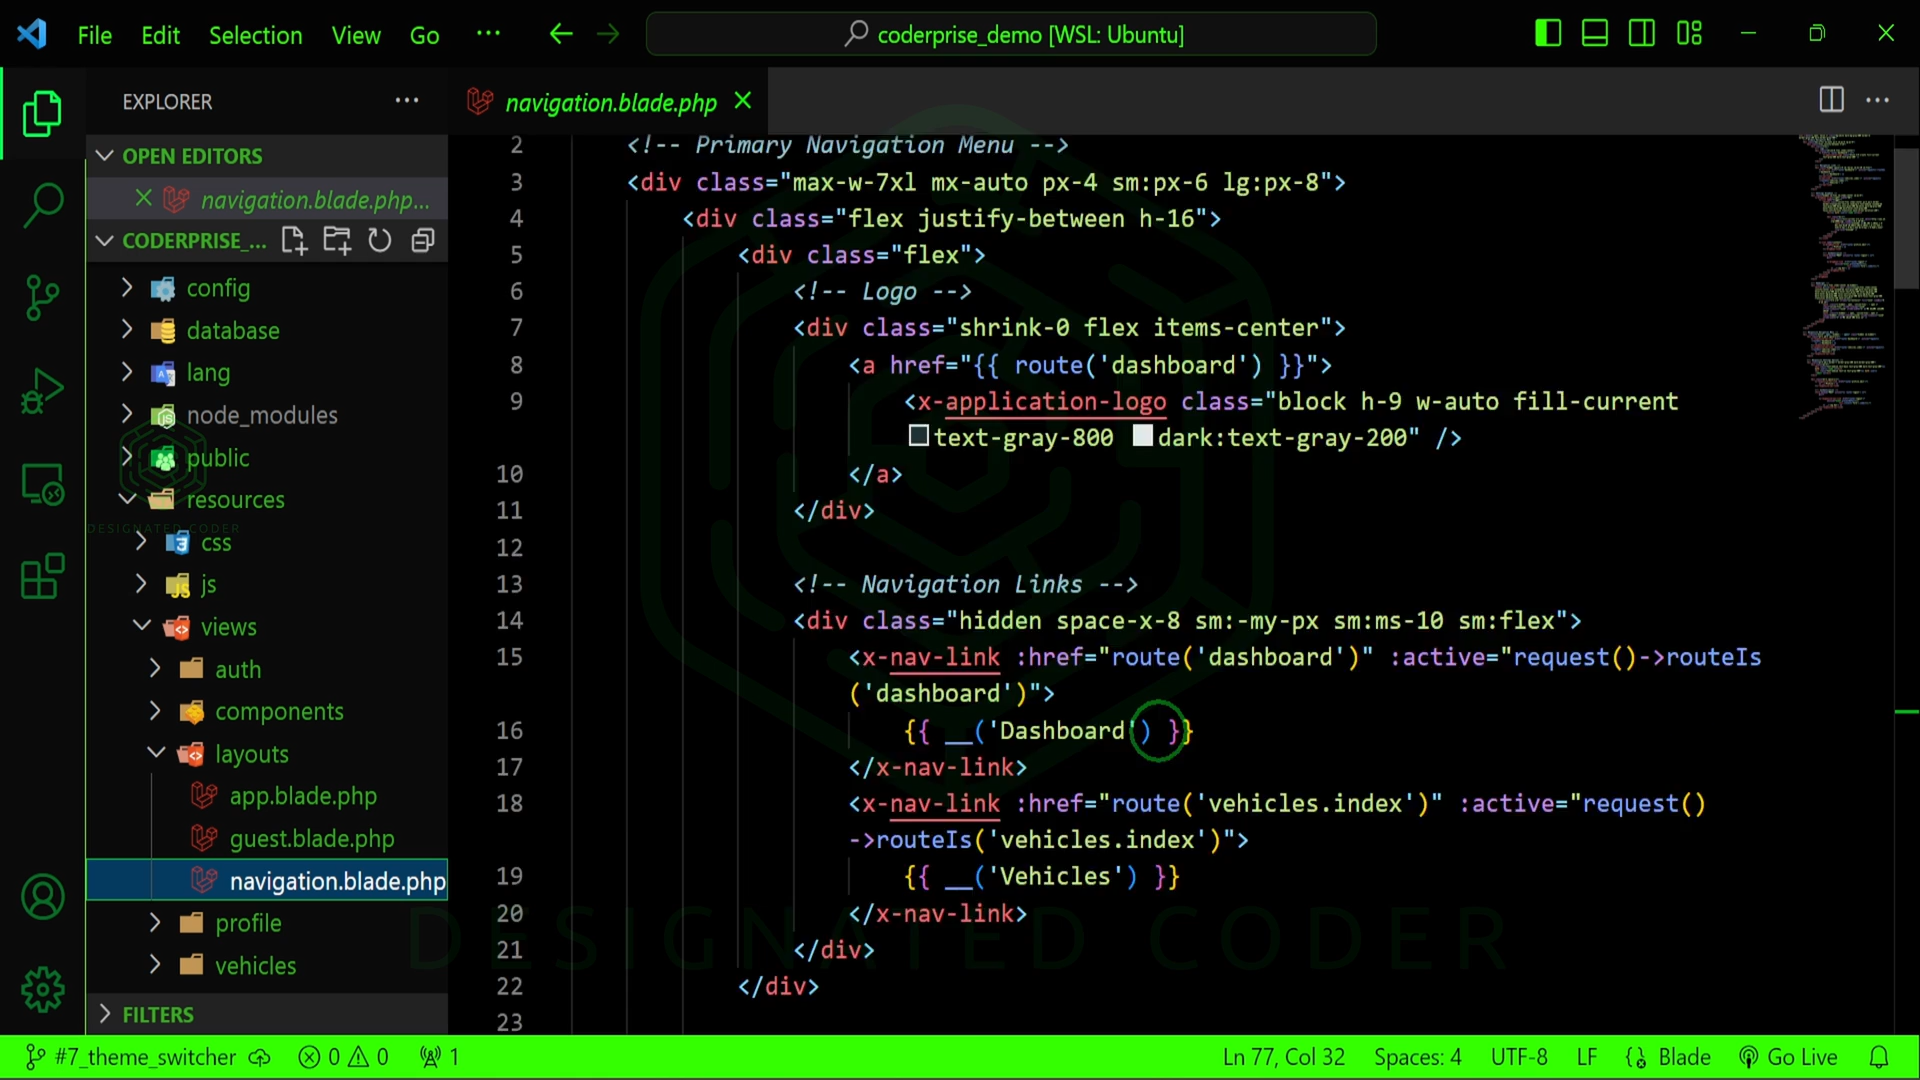 File Edit Selection View Go ··· coderprise_demo [WSL: Ubuntu]
EXPLORER ···
navigation.blade.php
OPEN EDITORS
navigation.blade.php...
CODERPRISE_...
config
database
lang
node_modules
public
resources
DESIGNATED CODER
css
js
views
auth
components
layouts
app.blade.php
guest.blade.php
navigation.blade.php
profile
vehicles
FILTERS
2 <!-- Primary Navigation Menu -->
3 <div class="max-w-7xl mx-auto px-4 sm:px-6 lg:px-8">
4 <div class="flex justify-between h-16">
5 <div class="flex">
6 <!-- Logo -->
7 <div class="shrink-0 flex items-center">
8 <a href="{{ route('dashboard') }}">
9 <x-application-logo class="block h-9 w-auto fill-current
text-gray-800 dark:text-gray-200" />
10 </a>
11 </div>
12
13 <!-- Navigation Links -->
14 <div class="hidden space-x-8 sm:-my-px sm:ms-10 sm:flex">
15 <x-nav-link :href="route('dashboard')" :active="request()->routeIs
('dashboard')">
16 {{ __('Dashboard') }}
17 </x-nav-link>
18 <x-nav-link :href="route('vehicles.index')" :active="request()
->routeIs('vehicles.index')">
19 {{ __('Vehicles') }}
20 </x-nav-link>
21 </div>
22 </div>
23
DESIGNATED CODER
#7_theme_switcher 0 0 1 Ln 77, Col 32 Spaces: 4 UTF-8 LF Blade Go Live